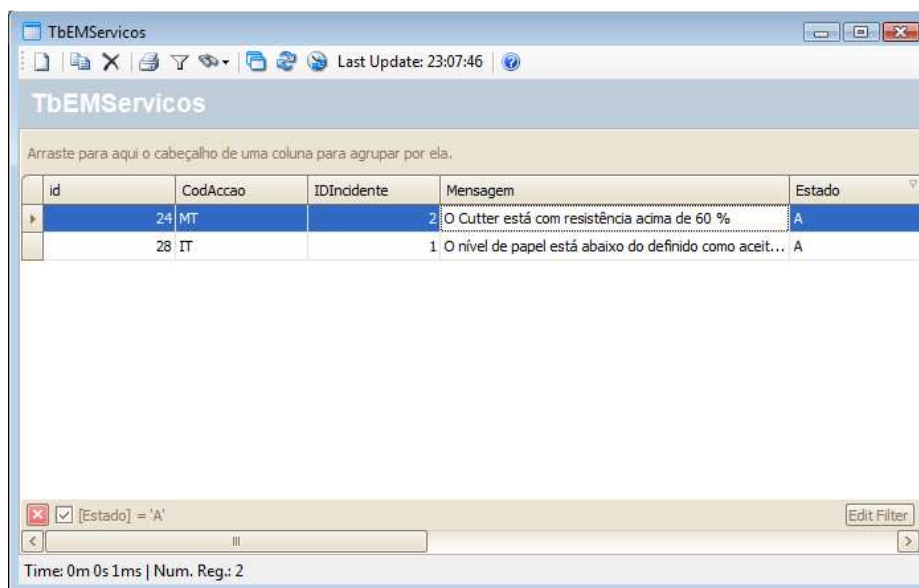 TbEMServicos
Last Update: 23:07:46
TbEMServicos
Arraste para aqui o cabeçalho de uma coluna para agrupar por ela.
id CodAccao IDIncidente Mensagem Estado
24 MT 2 O Cutter está com resistência acima de 60 % A
28 IT 1 O nível de papel está abaixo do definido como aceit... A
[Estado] = 'A' Edit Filter
Time: 0m 0s 1ms | Num. Reg.: 2